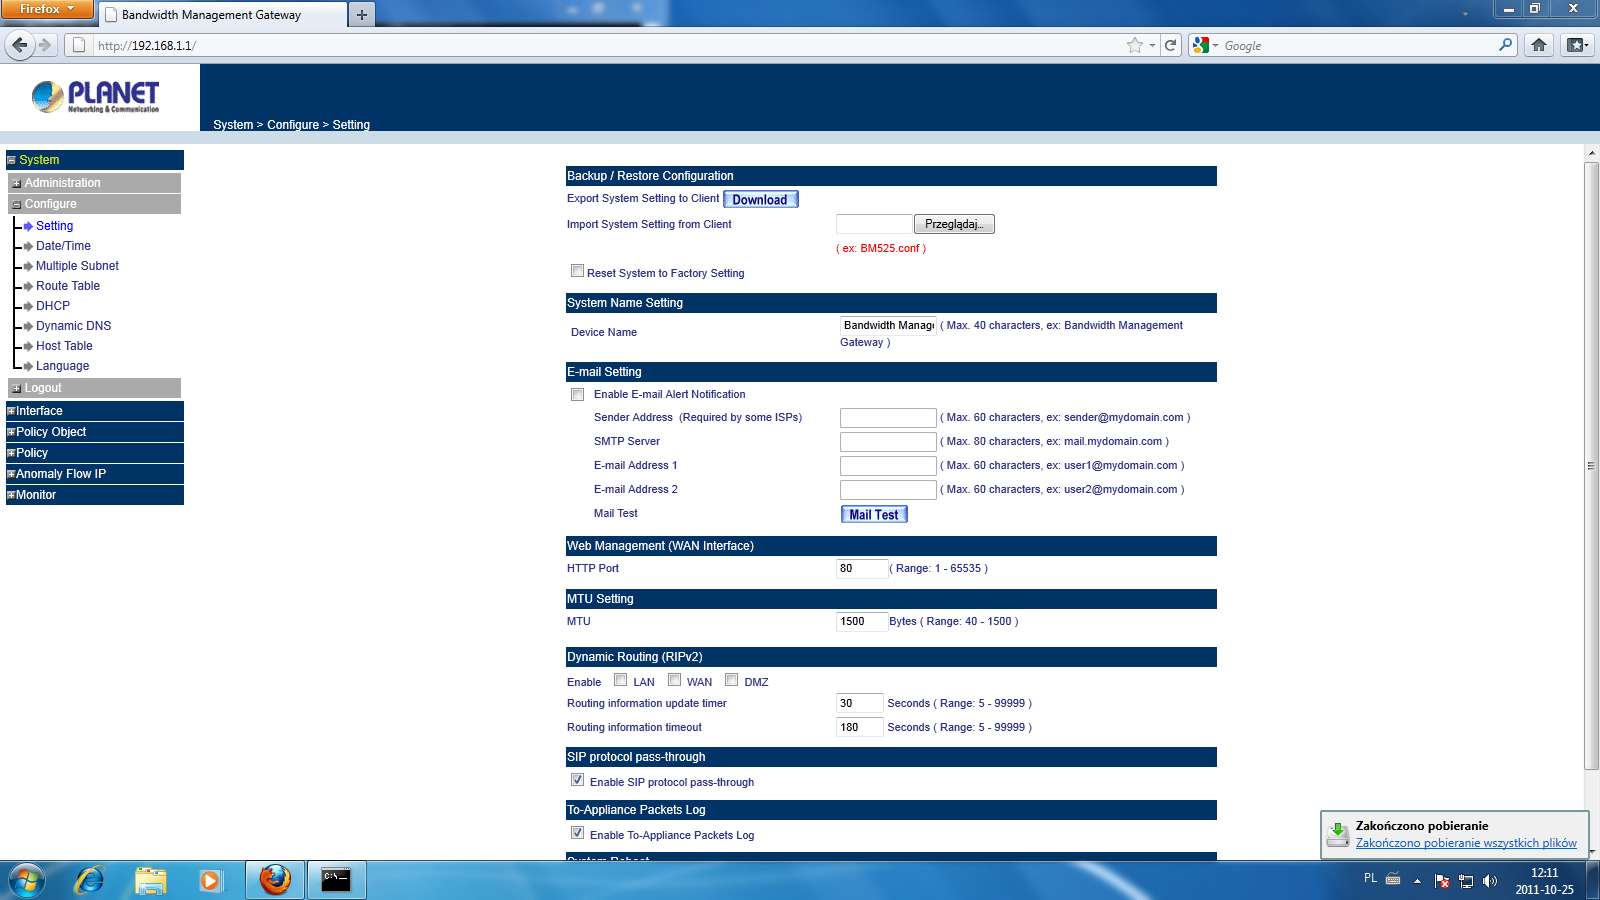 Firefox
Bandwidth Management Gateway
http://192.168.1.1/
Google
PLANET
Networking & Communication
System > Configure > Setting
System
Administration
Configure
Setting
Date/Time
Multiple Subnet
Route Table
DHCP
Dynamic DNS
Host Table
Language
Logout
Interface
Policy Object
Policy
Anomaly Flow IP
Monitor
Backup / Restore Configuration
Export System Setting to Client Download
Import System Setting from Client Przeglądaj...
( ex: BM525.conf )
Reset System to Factory Setting
System Name Setting
Device Name Bandwidth Manage ( Max. 40 characters, ex: Bandwidth Management
Gateway )
E-mail Setting
Enable E-mail Alert Notification
Sender Address (Required by some ISPs) ( Max. 60 characters, ex: sender@mydomain.com )
SMTP Server ( Max. 80 characters, ex: mail.mydomain.com )
E-mail Address 1 ( Max. 60 characters, ex: user1@mydomain.com )
E-mail Address 2 ( Max. 60 characters, ex: user2@mydomain.com )
Mail Test Mail Test
Web Management (WAN Interface)
HTTP Port 80 ( Range: 1 - 65535 )
MTU Setting
MTU 1500 Bytes ( Range: 40 - 1500 )
Dynamic Routing (RIPv2)
Enable LAN WAN DMZ
Routing information update timer 30 Seconds ( Range: 5 - 99999 )
Routing information timeout 180 Seconds ( Range: 5 - 99999 )
SIP protocol pass-through
Enable SIP protocol pass-through
To-Appliance Packets Log
Enable To-Appliance Packets Log
System Reboot
Zakończono pobieranie
Zakończono pobieranie wszystkich plików
C:\-
PL
12:11
2011-10-25